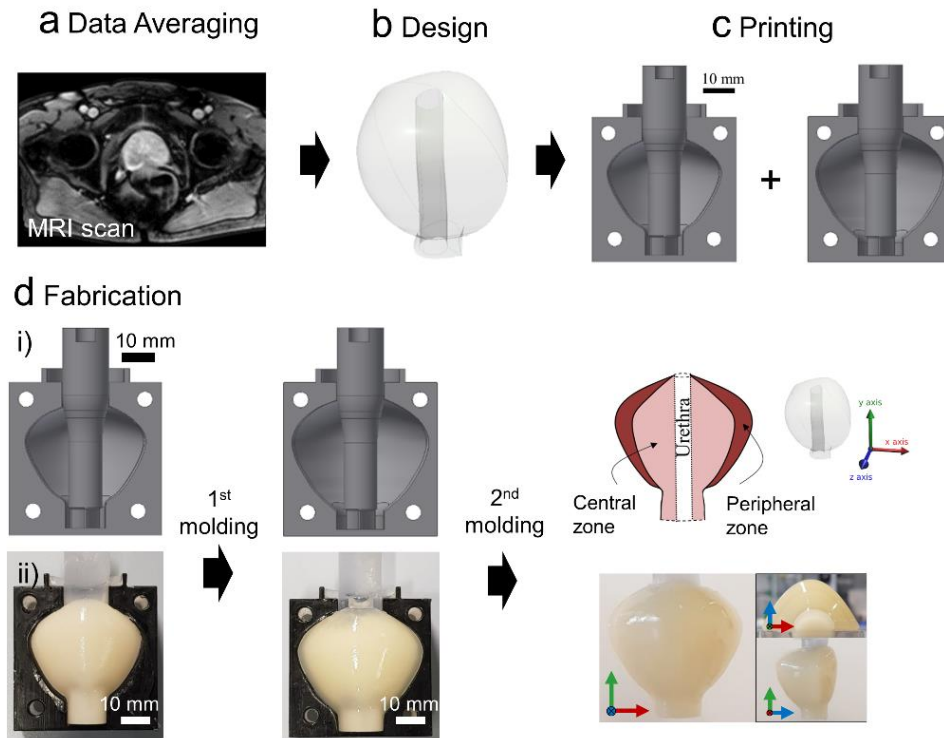 a Data Averaging
b Design
c Printing
MRI scan
10 mm
+
d Fabrication
i)
10 mm
1st
molding
2nd
molding
Urethra
Central
zone
Peripheral
zone
y axis
x axis
z axis
ii)
10 mm
10 mm